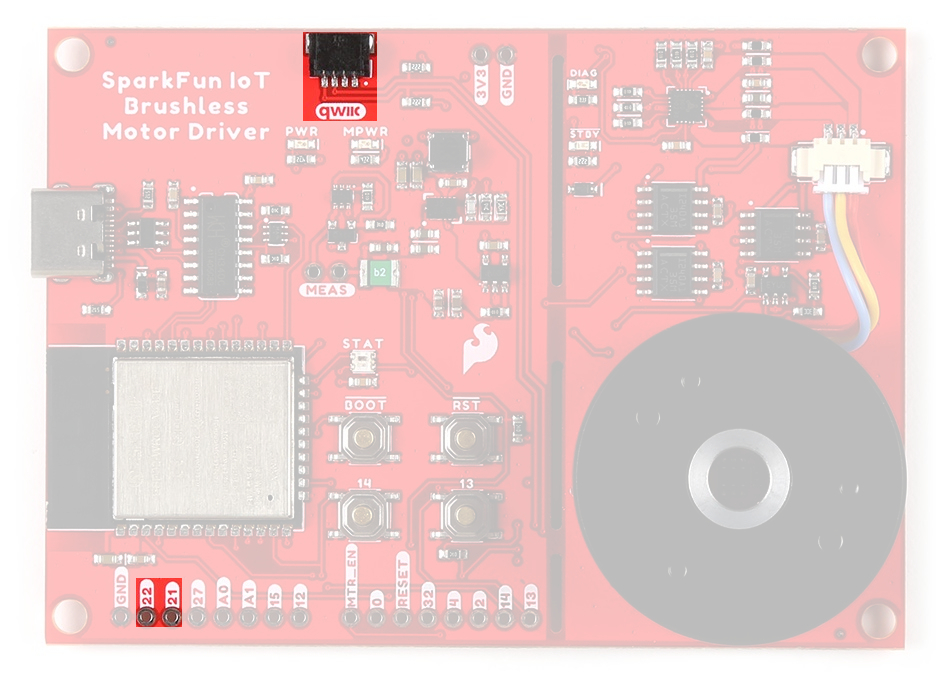 SparkFun IoT
Brushless
Motor Driver
qwiic
PWR
MPWR
3V3
GND
DIAG
STBY
MEAS
b2
STAT
BOOT
RST
14
13
GND
22
21
27
A0
A1
15
12
MTR_EN
0
RESET
32
4
2
14
13